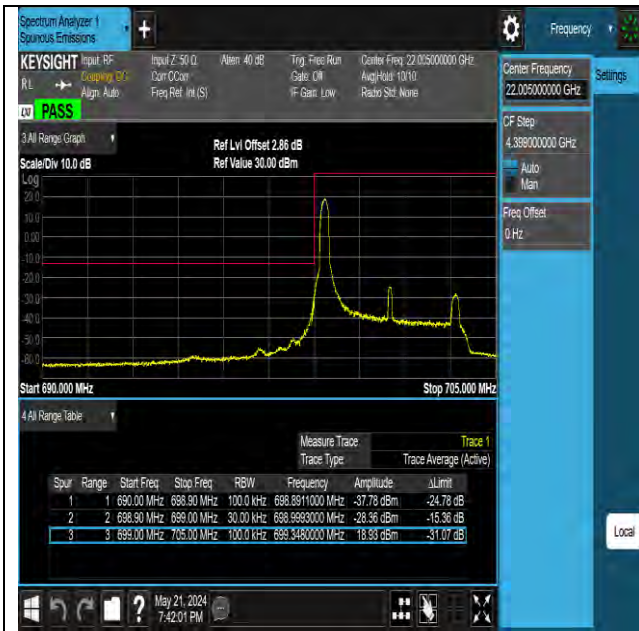 Spectrum Analyzer 1
Spurious Emissions
Frequency
KEYSIGHT Input: RF Input Z: 50 Ω Atten: 40 dB Trig: Free Run Center Freq: 22.005000000 GHz
RL Coupling: DC Corr CCorr Gate: Off Avg|Hold: 10/10
Align: Auto Freq Ref: Int (S) IF Gain: Low Radio Std: None
LXI PASS
Center Frequency
22.005000000 GHz
Settings
CF Step
4.399000000 GHz
Auto
Man
Freq Offset
0 Hz
3 All Range Graph
Ref Lvl Offset 2.86 dB
Scale/Div 10.0 dB Ref Value 30.00 dBm
Log
20.0
10.0
0.00
-10.0
-20.0
-30.0
-40.0
-50.0
-60.0
Start 690.000 MHz Stop 705.000 MHz
4 All Range Table
Measure Trace Trace 1
Trace Type Trace Average (Active)
Spur Range Start Freq Stop Freq RBW Frequency Amplitude ΔLimit
1 1 690.00 MHz 698.90 MHz 100.0 kHz 698.8911000 MHz -37.78 dBm -24.78 dB
2 2 698.90 MHz 699.00 MHz 30.00 kHz 698.9993000 MHz -28.36 dBm -15.36 dB
3 3 699.00 MHz 705.00 MHz 100.0 kHz 699.3480000 MHz 18.93 dBm -31.07 dB
Local
May 21, 2024
7:42:01 PM